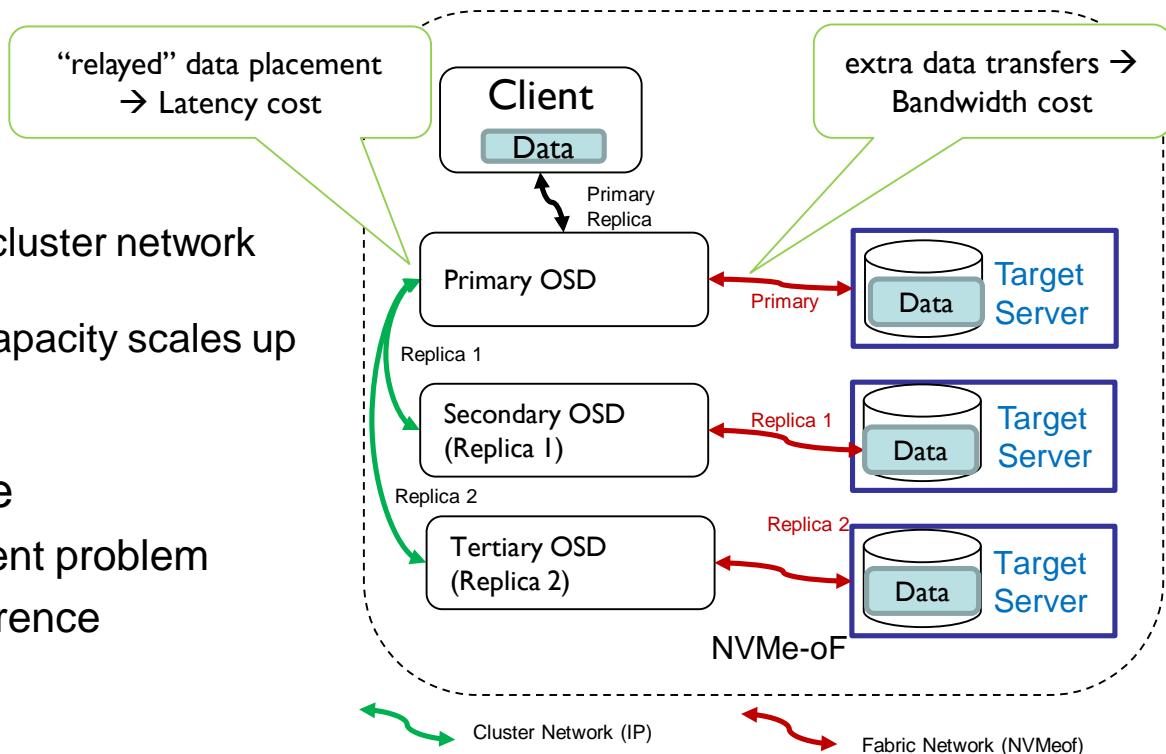 “relayed” data placement
→ Latency cost
extra data transfers →
Bandwidth cost
Client
Data
Primary
Replica
cluster network
apacity scales up
e
ent problem
rence
Primary OSD
Primary
Data
Target
Server
Replica 1
Secondary OSD
(Replica 1)
Replica 1
Data
Target
Server
Replica 2
Tertiary OSD
(Replica 2)
Replica 2
Data
Target
Server
NVMe-oF
Cluster Network (IP)
Fabric Network (NVMeof)